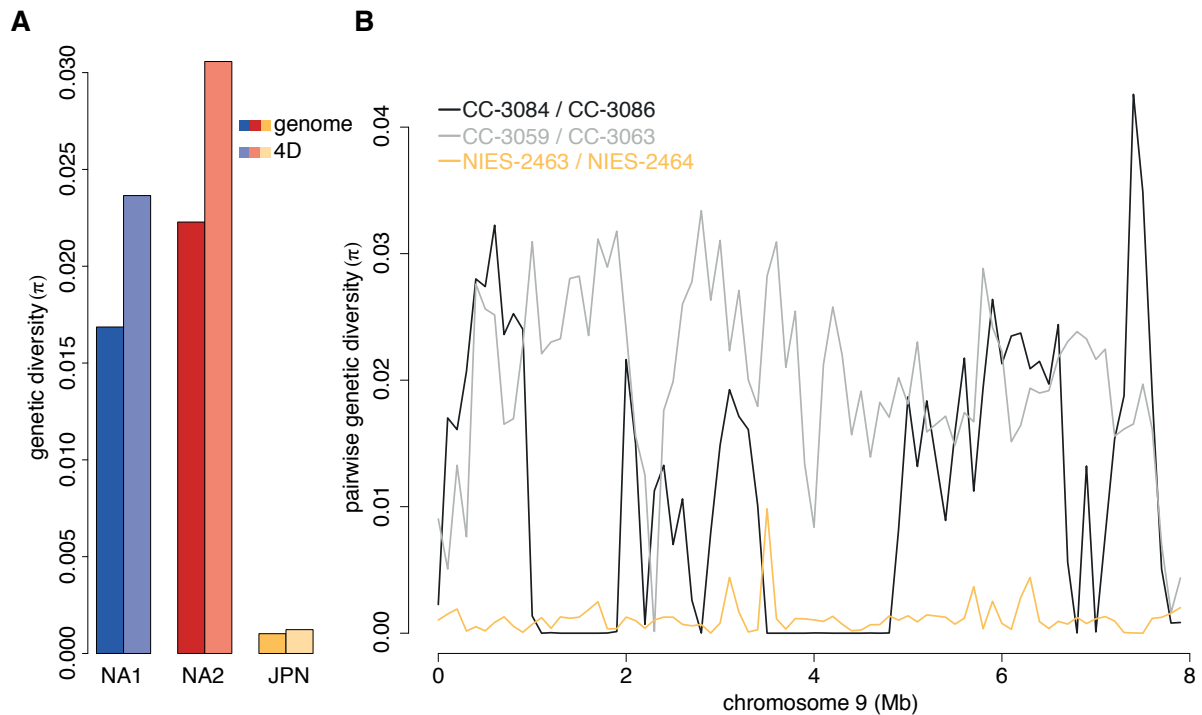 A
genetic diversity (π)
0.000
0.005
0.010
0.015
0.020
0.025
0.030
genome
4D
NA1
NA2
JPN
B
CC-3084 / CC-3086
CC-3059 / CC-3063
NIES-2463 / NIES-2464
pairwise genetic diversity (π)
0.00
0.01
0.02
0.03
0.04
0
2
4
6
8
chromosome 9 (Mb)